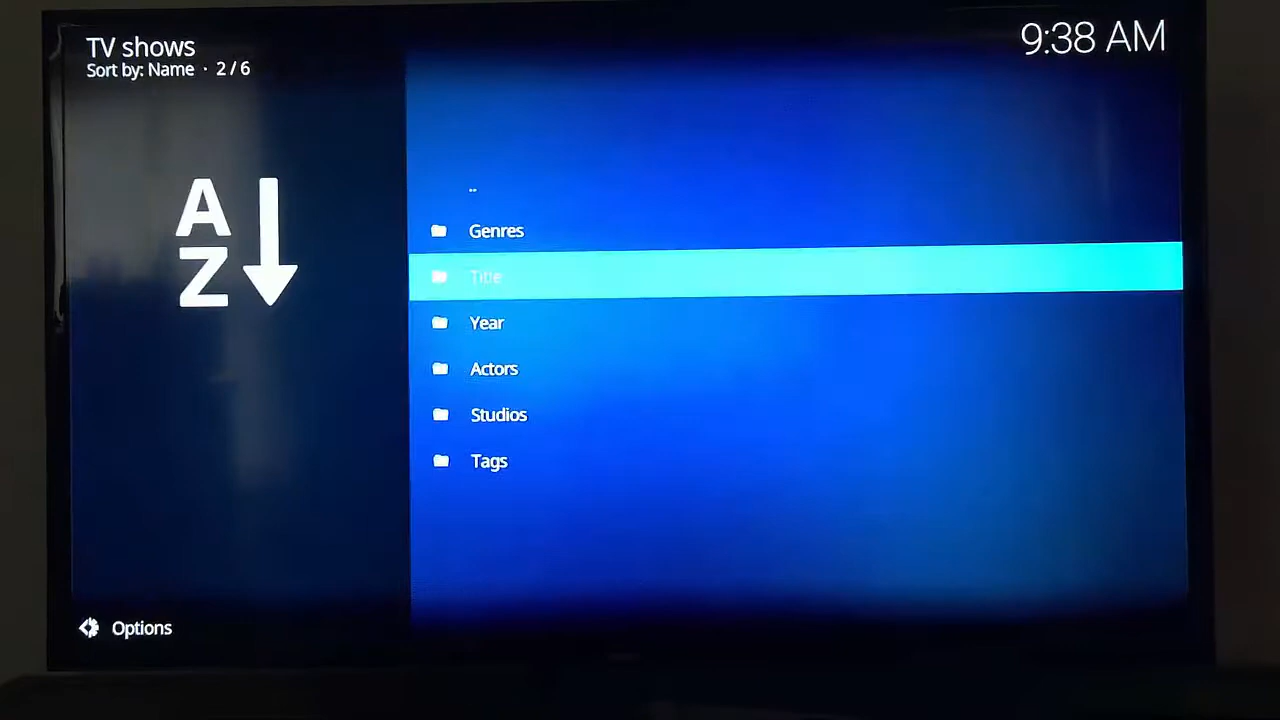 TV shows
Sort by: Name · 2 / 6
9:38 AM
A
Z
..
Genres
Title
Year
Actors
Studios
Tags
Options